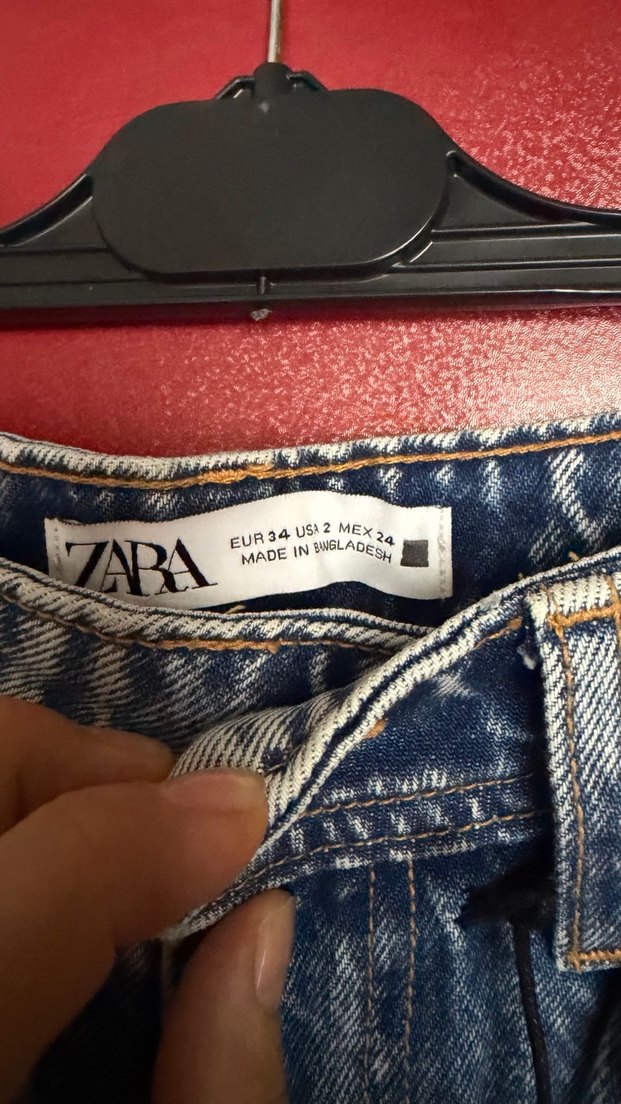 ZARA
EUR 34 USA 2 MEX 24
MADE IN BANGLADESH